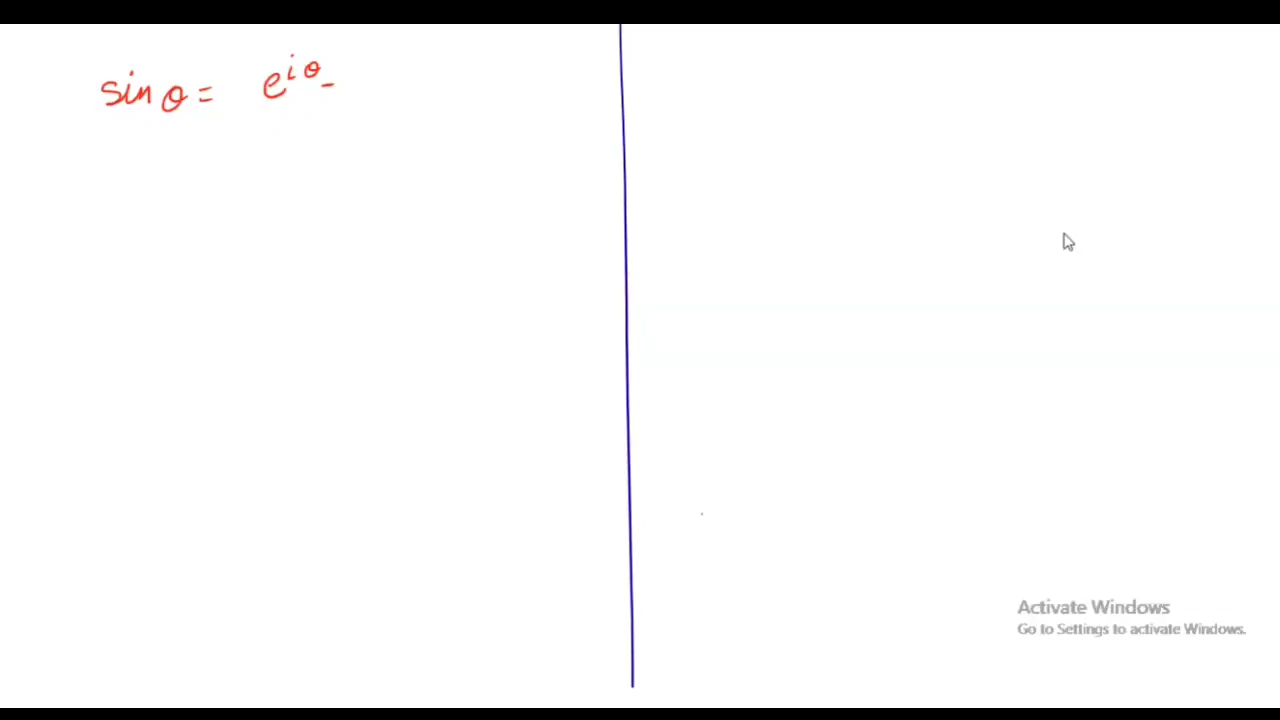 sin θ = e^{iθ} -
Activate Windows
Go to Settings to activate Windows.